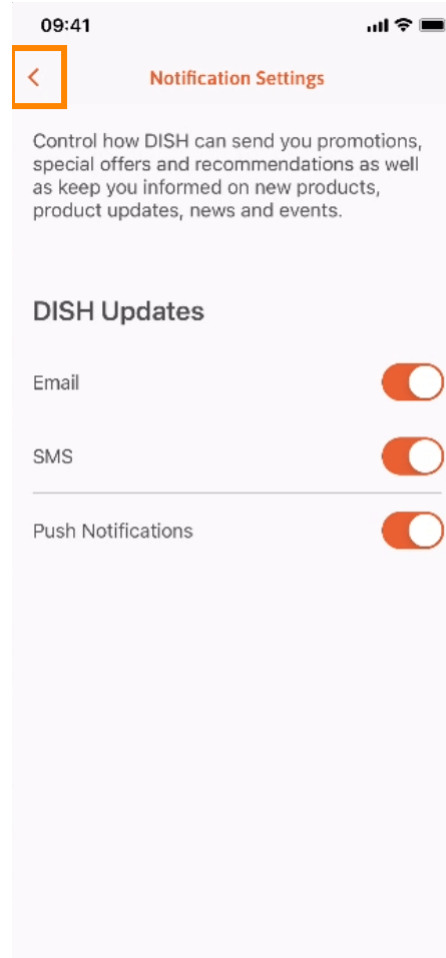 09:41
Notification Settings
Control how DISH can send you promotions,
special offers and recommendations as well
as keep you informed on new products,
product updates, news and events.
DISH Updates
Email
SMS
Push Notifications